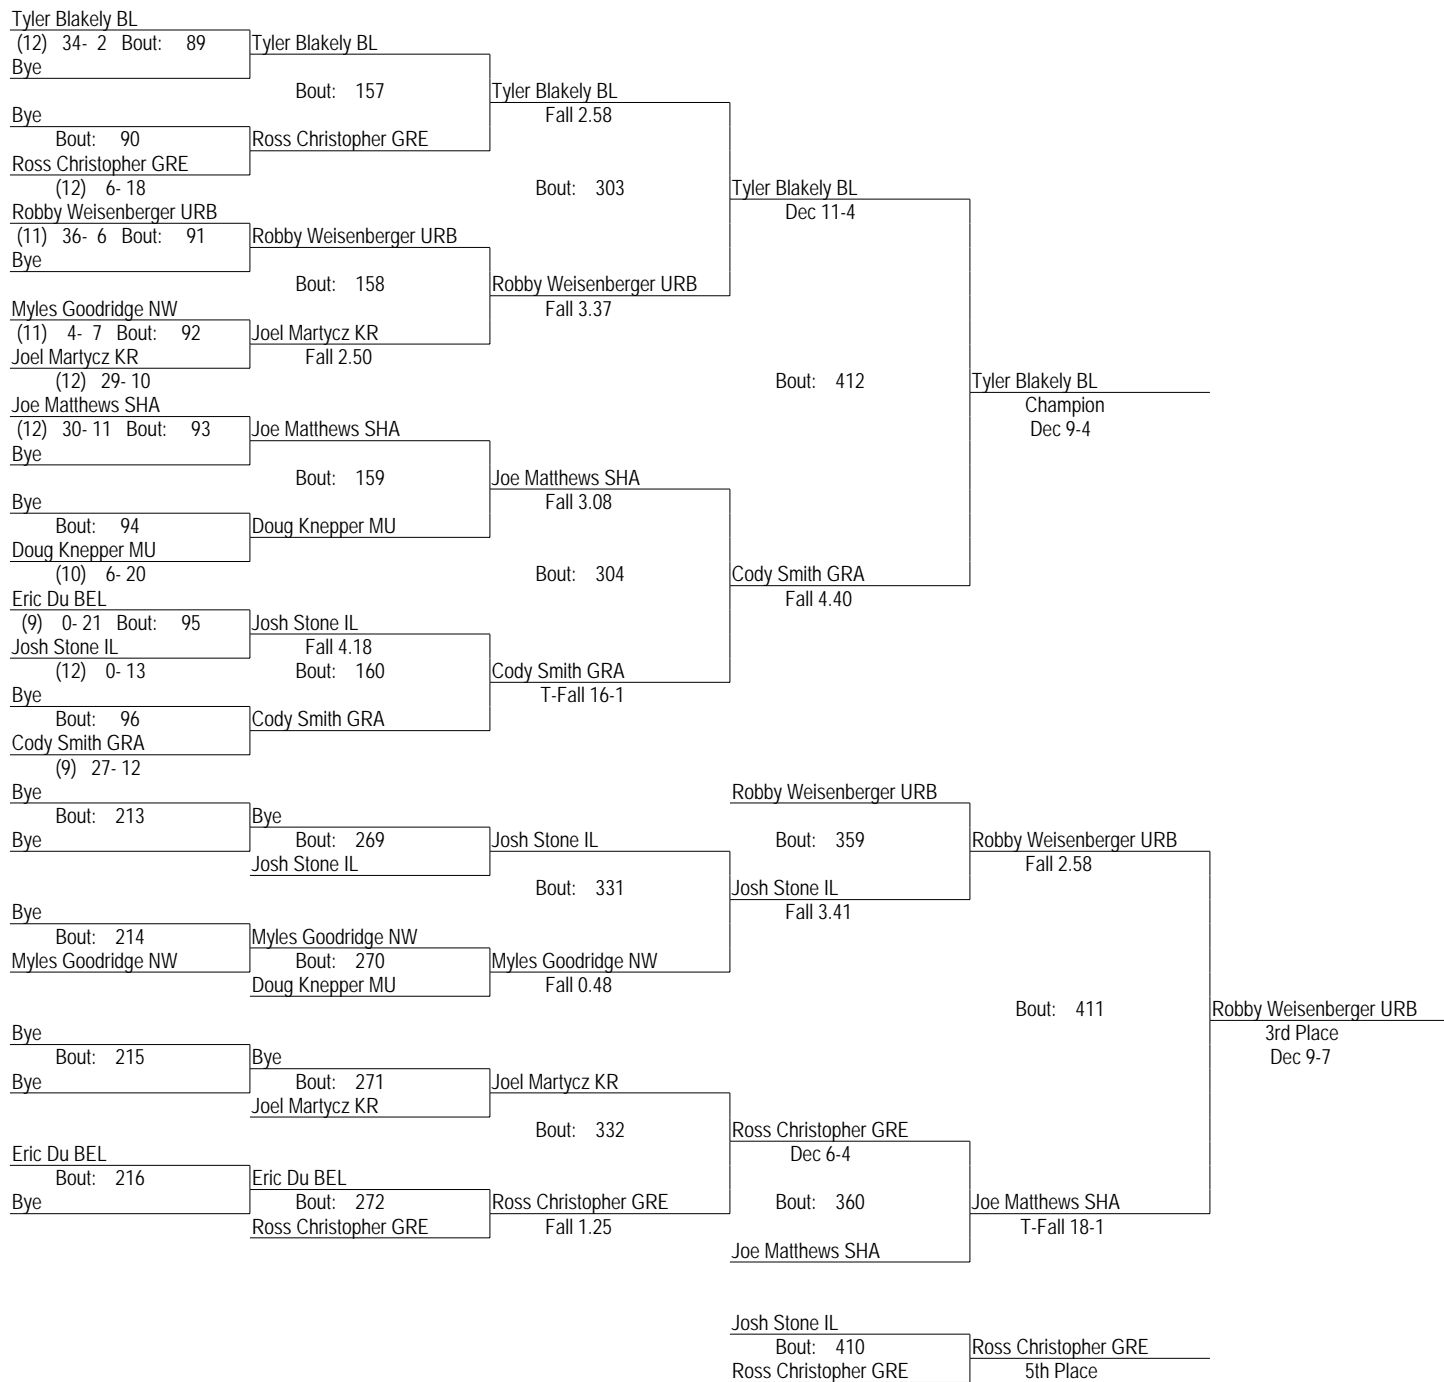 Tyler Blakely BL
(12) 34- 2 Bout: 89 Tyler Blakely BL
Bye
Bout: 157 Tyler Blakely BL
Bye Fall 2.58
Bout: 90 Ross Christopher GRE
Ross Christopher GRE
(12) 6- 18 Bout: 303 Tyler Blakely BL
Robby Weisenberger URB Dec 11-4
(11) 36- 6 Bout: 91 Robby Weisenberger URB
Bye
Bout: 158 Robby Weisenberger URB
Myles Goodridge NW Fall 3.37
(11) 4- 7 Bout: 92 Joel Martycz KR
Joel Martycz KR Fall 2.50
(12) 29- 10 Bout: 412 Tyler Blakely BL
Joe Matthews SHA Champion
(12) 30- 11 Bout: 93 Joe Matthews SHA Dec 9-4
Bye
Bout: 159 Joe Matthews SHA
Bye Fall 3.08
Bout: 94 Doug Knepper MU
Doug Knepper MU
(10) 6- 20 Bout: 304 Cody Smith GRA
Eric Du BEL Fall 4.40
(9) 0- 21 Bout: 95 Josh Stone IL
Josh Stone IL Fall 4.18
(12) 0- 13 Bout: 160 Cody Smith GRA
Bye T-Fall 16-1
Bout: 96 Cody Smith GRA
Cody Smith GRA
(9) 27- 12
Bye Robby Weisenberger URB
Bout: 213 Bye
Bye Bout: 269 Josh Stone IL Bout: 359 Robby Weisenberger URB
Josh Stone IL Fall 2.58
Bout: 331 Josh Stone IL
Bye Fall 3.41
Bout: 214 Myles Goodridge NW
Myles Goodridge NW Bout: 270 Myles Goodridge NW
Doug Knepper MU Fall 0.48
Bout: 411 Robby Weisenberger URB
Bye 3rd Place
Bout: 215 Bye Dec 9-7
Bye Bout: 271 Joel Martycz KR
Joel Martycz KR
Bout: 332 Ross Christopher GRE
Eric Du BEL Dec 6-4
Bout: 216 Eric Du BEL
Bye Bout: 272 Ross Christopher GRE Bout: 360 Joe Matthews SHA
Ross Christopher GRE Fall 1.25 T-Fall 18-1
Joe Matthews SHA
Josh Stone IL
Bout: 410 Ross Christopher GRE
Ross Christopher GRE 5th Place